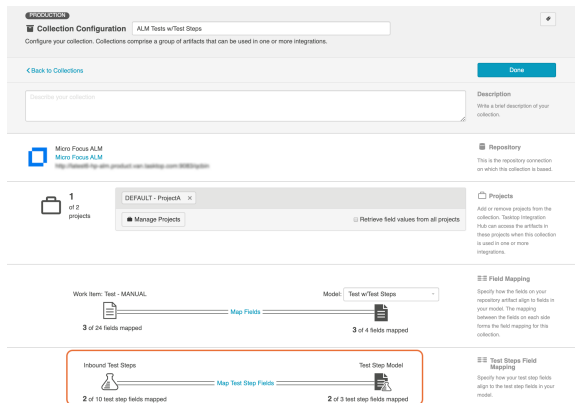 PRODUCTION
Collection Configuration ALM Tests w/Test Steps
Configure your collection. Collections comprise a group of artifacts that can be used in one or more integrations.
Back to Collections
Done
Describe your collection
Description
Write a brief description of your
collection.
Micro Focus ALM
Micro Focus ALM
Repository
This is the repository connection
on which this collection is based.
1
of 2
projects
DEFAULT - ProjectA ×
Manage Projects
Retrieve field values from all projects
Projects
Add or remove projects from the
collection. Tasktop Integration
Hub can access the artifacts in
these projects when this collection
is used in one or more
integrations.
Work Item: Test - MANUAL
Model: Test w/Test Steps
Map Fields
3 of 24 fields mapped
3 of 4 fields mapped
Field Mapping
Specify how the fields on your
repository artifact align to fields in
your model. The mapping
between the fields on each side
forms the field mapping for this
collection.
Inbound Test Steps
Test Step Model
Map Test Step Fields
2 of 10 test step fields mapped
2 of 3 test step fields mapped
Test Steps Field
Mapping
Specify how your test step fields
align to the test step fields in your
model.